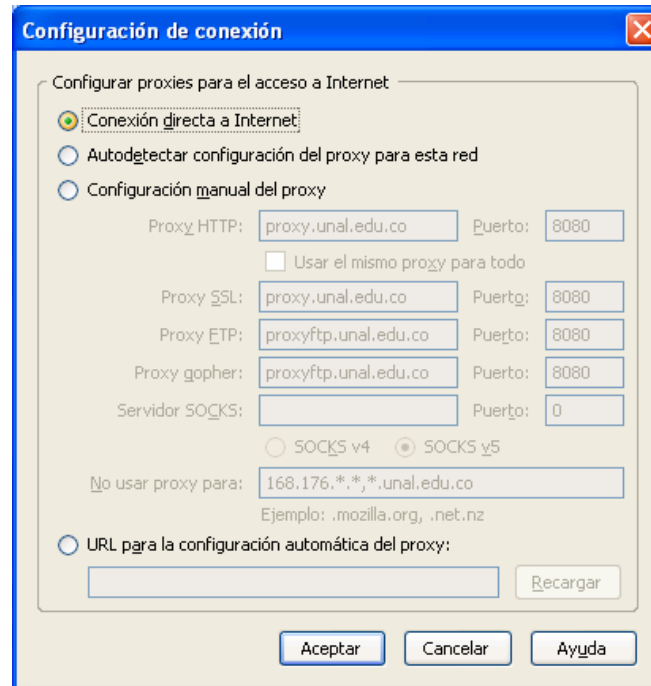 Configuración de conexión
Configurar proxies para el acceso a Internet
Conexión directa a Internet
Autodetectar configuración del proxy para esta red
Configuración manual del proxy
Proxy HTTP: proxy.unal.edu.co Puerto: 8080
Usar el mismo proxy para todo
Proxy SSL: proxy.unal.edu.co Puerto: 8080
Proxy FTP: proxyftp.unal.edu.co Puerto: 8080
Proxy gopher: proxyftp.unal.edu.co Puerto: 8080
Servidor SOCKS: Puerto: 0
SOCKS v4 SOCKS v5
No usar proxy para: 168.176.*.*,*.unal.edu.co
Ejemplo: .mozilla.org, .net.nz
URL para la configuración automática del proxy:
Recargar
Aceptar Cancelar Ayuda